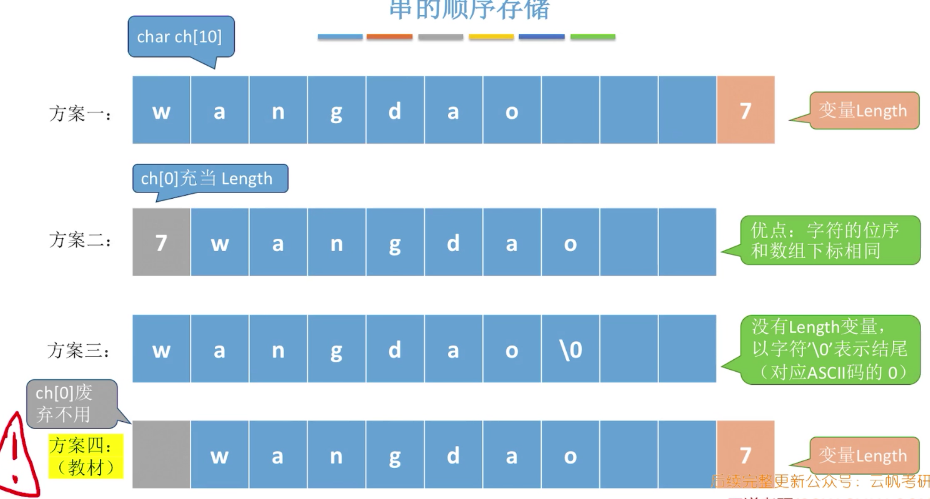 串的顺序存储
char ch[10]
方案一：
w a n g d a o 7
变量Length
ch[0]充当 Length
方案二：
7 w a n g d a o
优点：字符的位序
和数组下标相同
方案三：
w a n g d a o \0
没有Length变量，
以字符'\0'表示结尾
（对应ASCII码的 0）
ch[0]废
弃不用
方案四：
（教材）
w a n g d a o 7
变量Length
后续完整更新公众号：云帆考研